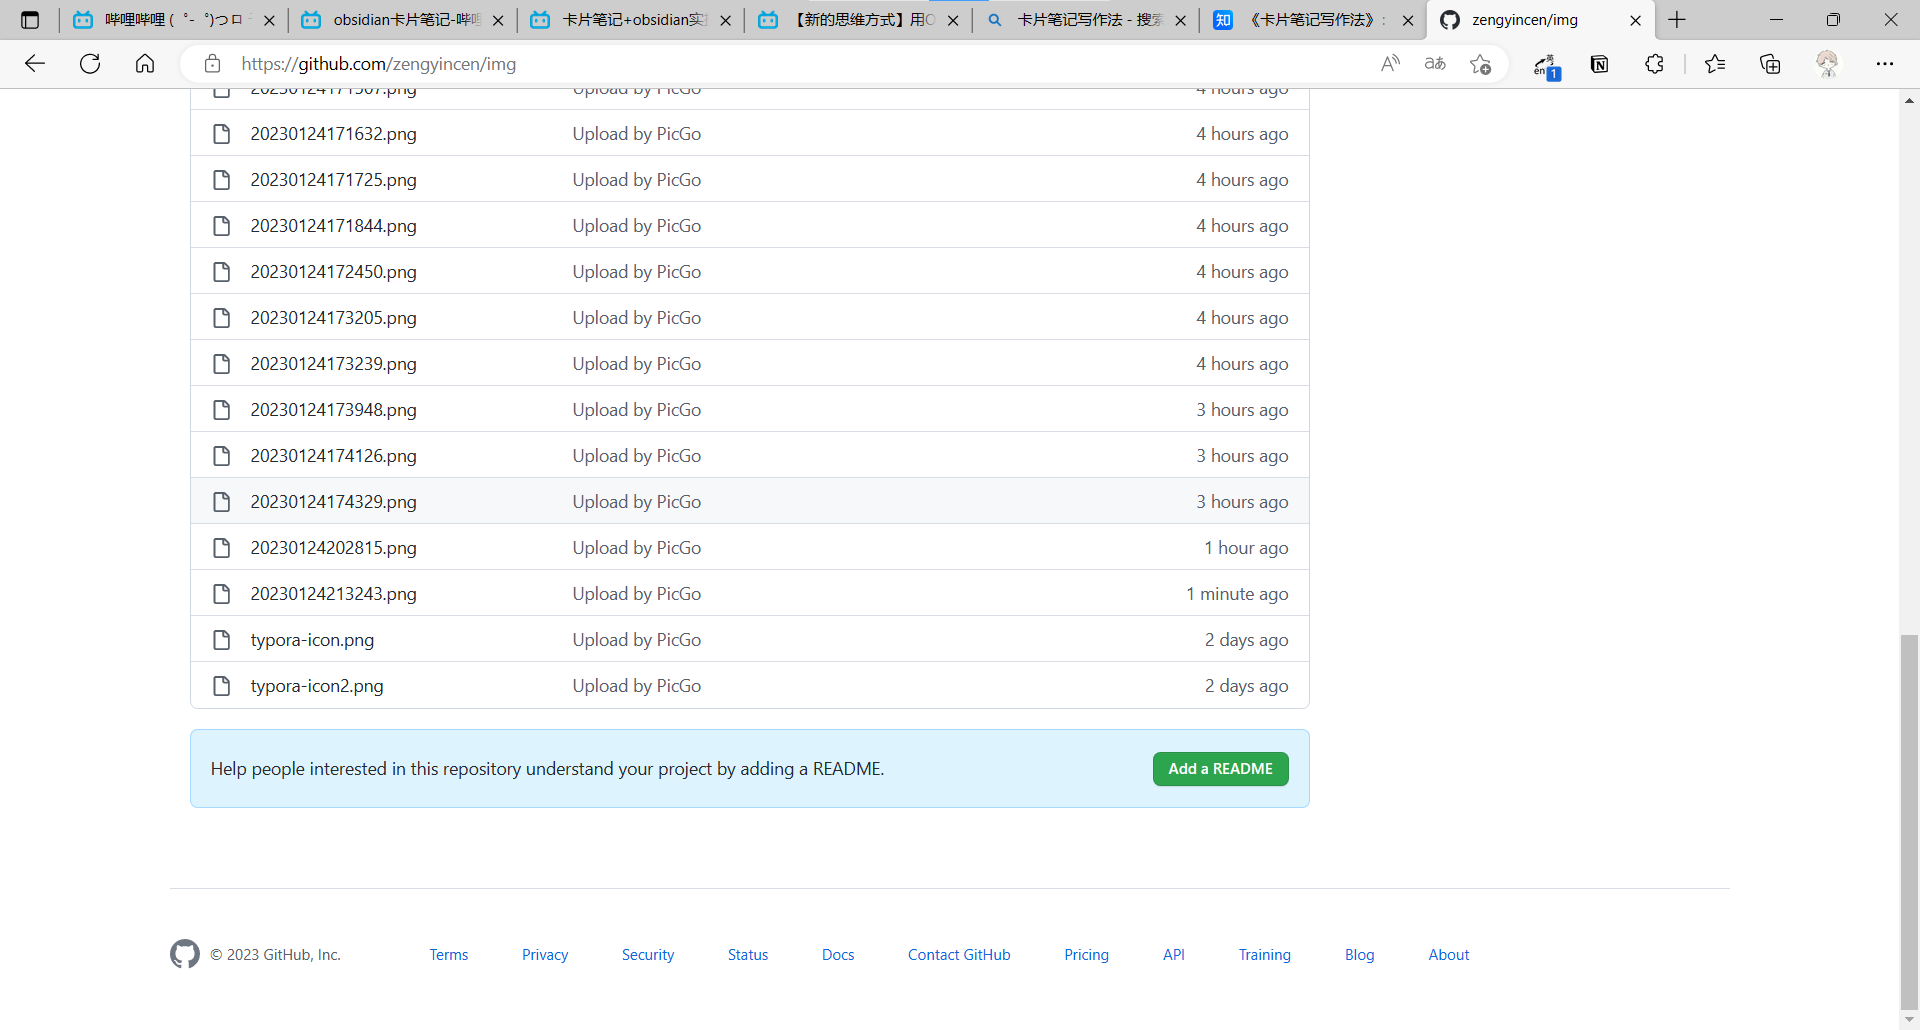 哔哩哔哩 (゜-゜)つロ
obsidian卡片笔记-哔哩
卡片笔记+obsidian实
【新的思维方式】用O
卡片笔记写作法 - 搜索
知
《卡片笔记写作法》:
zengyincen/img
https://github.com/zengyincen/img
A
aあ
en
英
1
N
20230124171507.png Upload by PicGo 4 hours ago
20230124171632.png Upload by PicGo 4 hours ago
20230124171725.png Upload by PicGo 4 hours ago
20230124171844.png Upload by PicGo 4 hours ago
20230124172450.png Upload by PicGo 4 hours ago
20230124173205.png Upload by PicGo 4 hours ago
20230124173239.png Upload by PicGo 4 hours ago
20230124173948.png Upload by PicGo 3 hours ago
20230124174126.png Upload by PicGo 3 hours ago
20230124174329.png Upload by PicGo 3 hours ago
20230124202815.png Upload by PicGo 1 hour ago
20230124213243.png Upload by PicGo 1 minute ago
typora-icon.png Upload by PicGo 2 days ago
typora-icon2.png Upload by PicGo 2 days ago
Help people interested in this repository understand your project by adding a README.
Add a README
© 2023 GitHub, Inc. Terms Privacy Security Status Docs Contact GitHub Pricing API Training Blog About